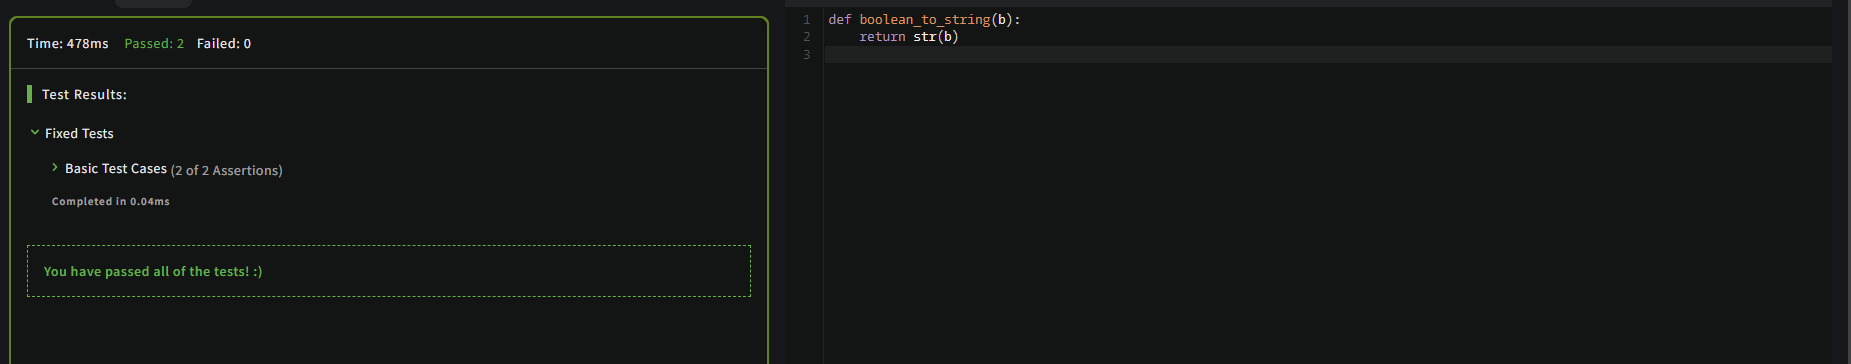 Time: 478ms Passed: 2 Failed: 0
Test Results:
Fixed Tests
Basic Test Cases (2 of 2 Assertions)
Completed in 0.04ms
You have passed all of the tests! :)
1 def boolean_to_string(b):
2     return str(b)
3